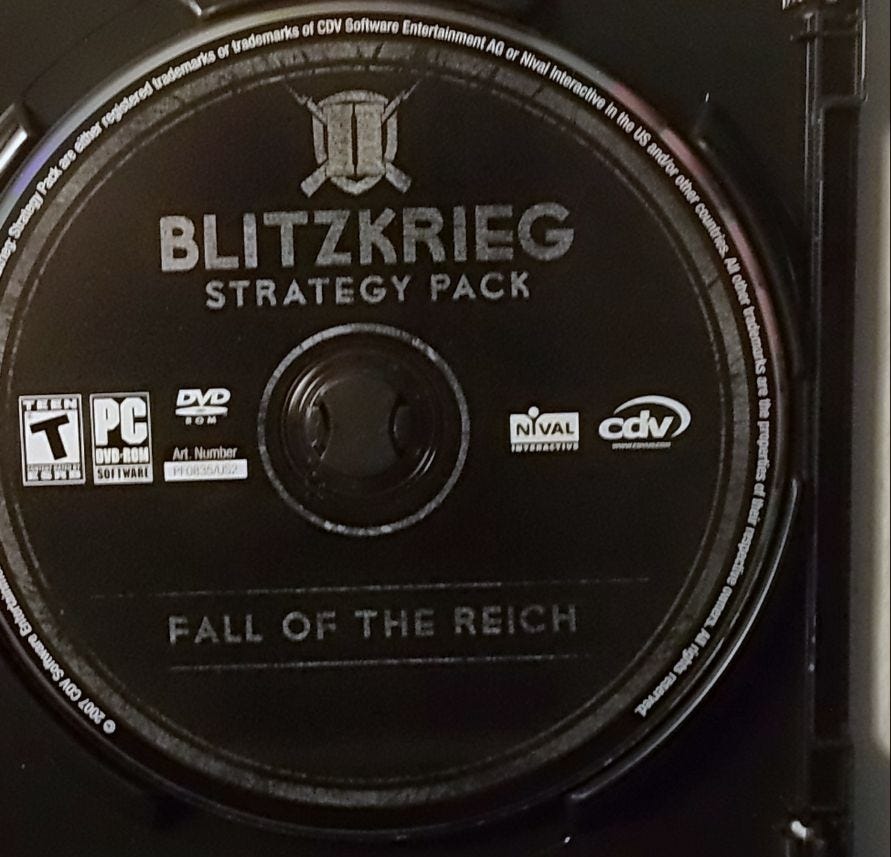 Strategy Pack are either registered trademarks or trademarks of CDV Software Entertainment AG or Nival Interactive in the US and/or other countries. All other trademarks are the properties of their respective owners. All rights reserved.
BLITZKRIEG
STRATEGY PACK
TEEN
T
PC
DVD-ROM
SOFTWARE
DVD
ROM
Art. Number
PF0835/US2
NIVAL
INTERACTIVE
cdv
FALL OF THE REICH
© 2007 CDV Software